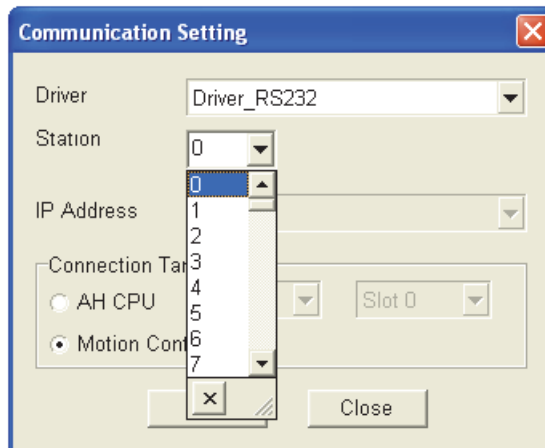 Communication Setting
Driver Driver_RS232
Station 0
0
1
IP Address
2
Connection Tar
3
4
AH CPU Slot 0
5
Motion Cont
6
7
Close